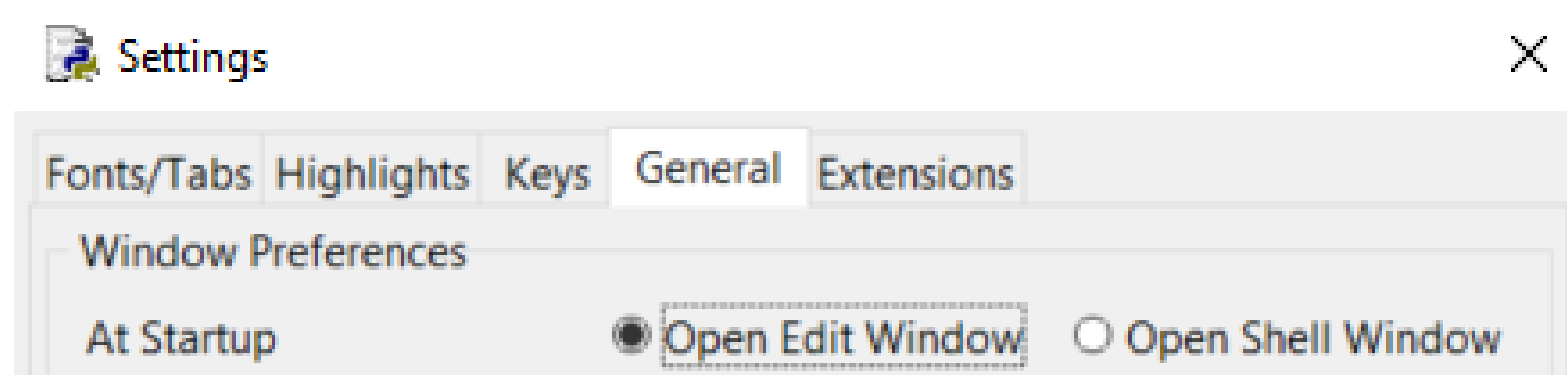 Settings
Fonts/Tabs Highlights Keys General Extensions
Window Preferences
At Startup Open Edit Window Open Shell Window